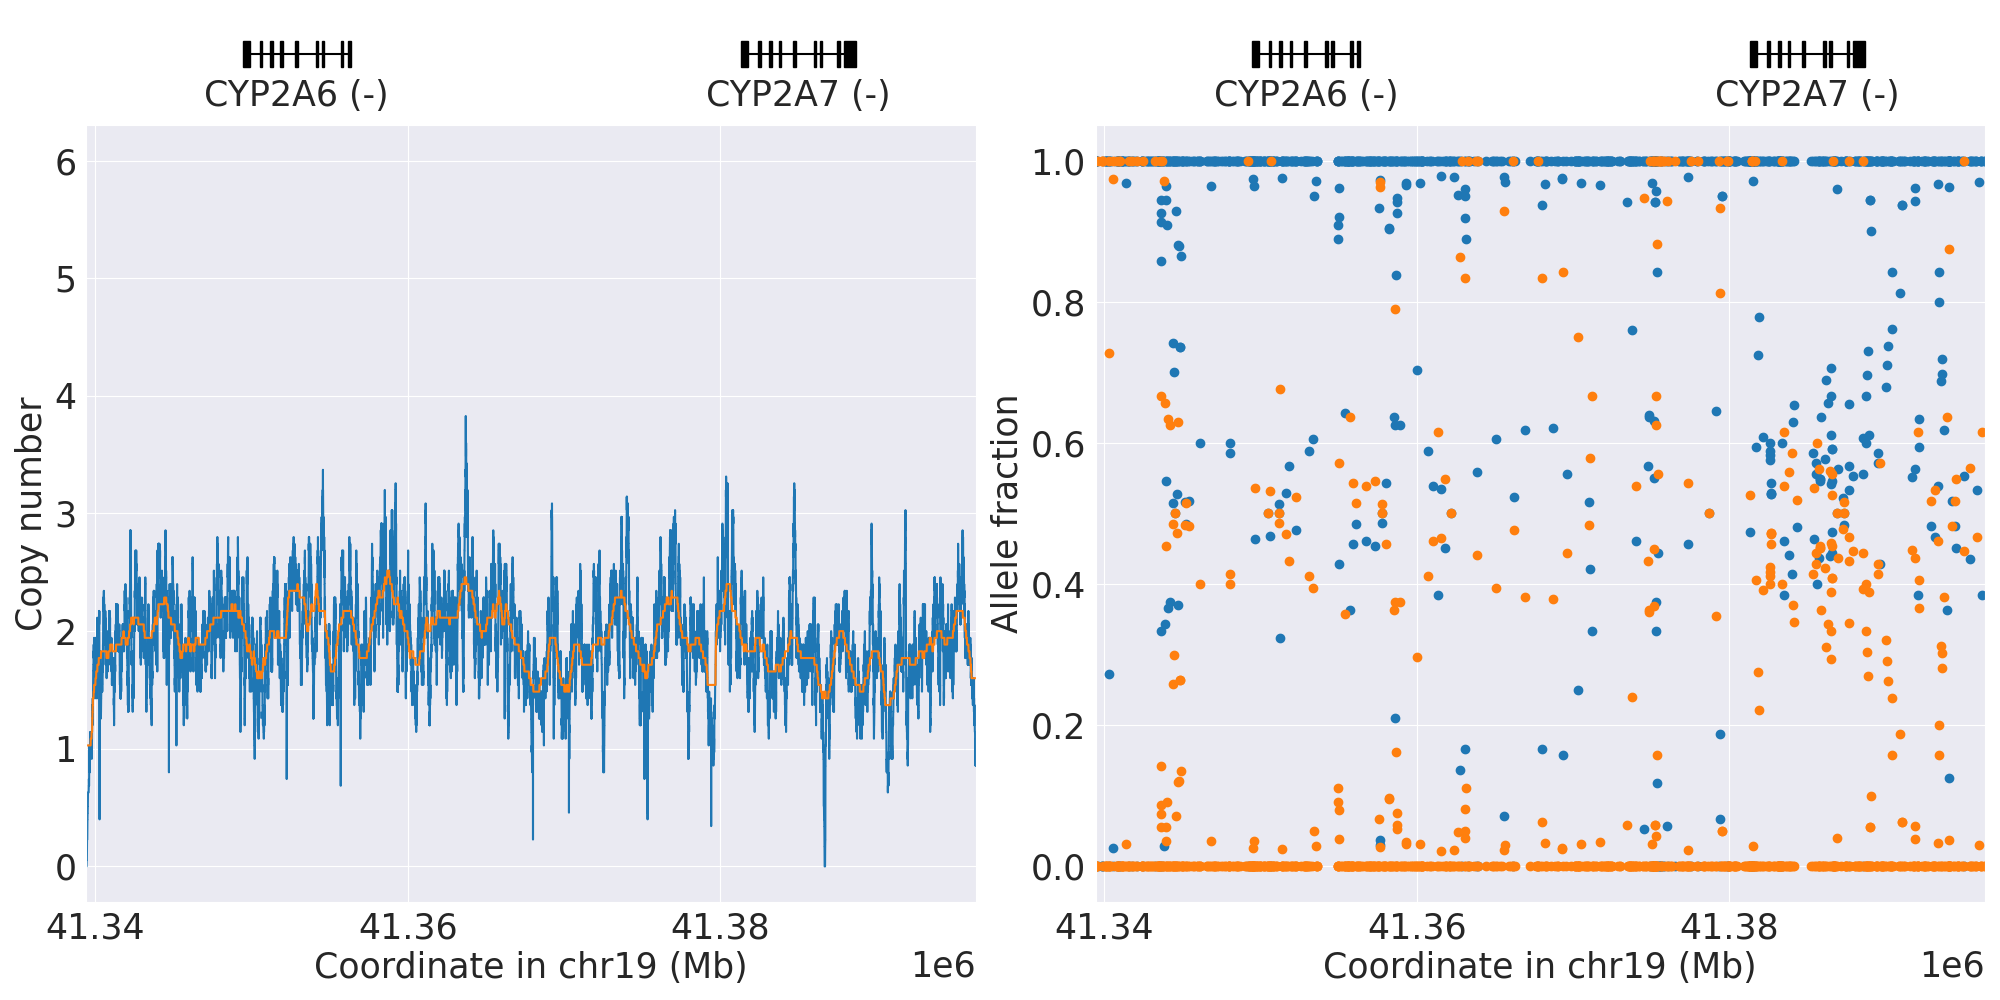 CYP2A6 (-)
CYP2A7 (-)
6
5
4
3
2
1
0
Copy number
41.34
41.36
41.38
Coordinate in chr19 (Mb)
1e6
CYP2A6 (-)
CYP2A7 (-)
1.0
0.8
0.6
0.4
0.2
0.0
Allele fraction
41.34
41.36
41.38
Coordinate in chr19 (Mb)
1e6